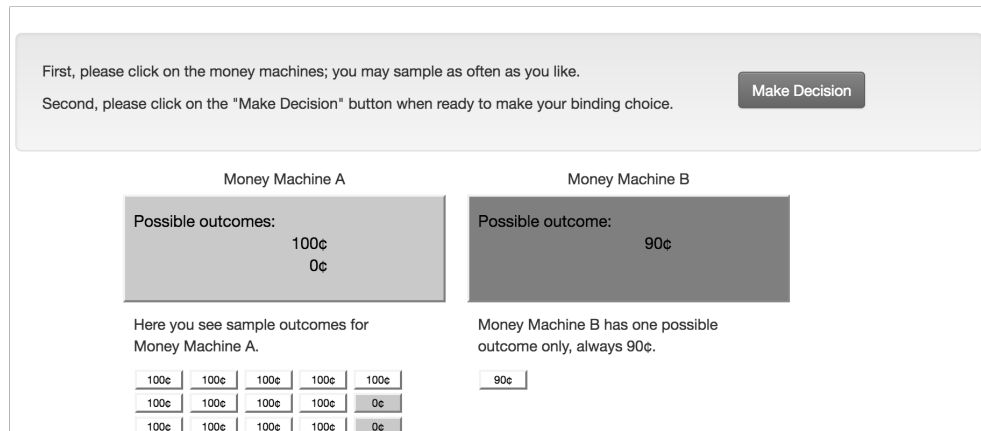 First, please click on the money machines; you may sample as often as you like.
Second, please click on the "Make Decision" button when ready to make your binding choice.
Make Decision
Money Machine A
Possible outcomes:
100¢
0¢
Here you see sample outcomes for
Money Machine A.
100¢ 100¢ 100¢ 100¢ 100¢
100¢ 100¢ 100¢ 100¢ 0¢
100¢ 100¢ 100¢ 100¢ 0¢
Money Machine B
Possible outcome:
90¢
Money Machine B has one possible
outcome only, always 90¢.
90¢